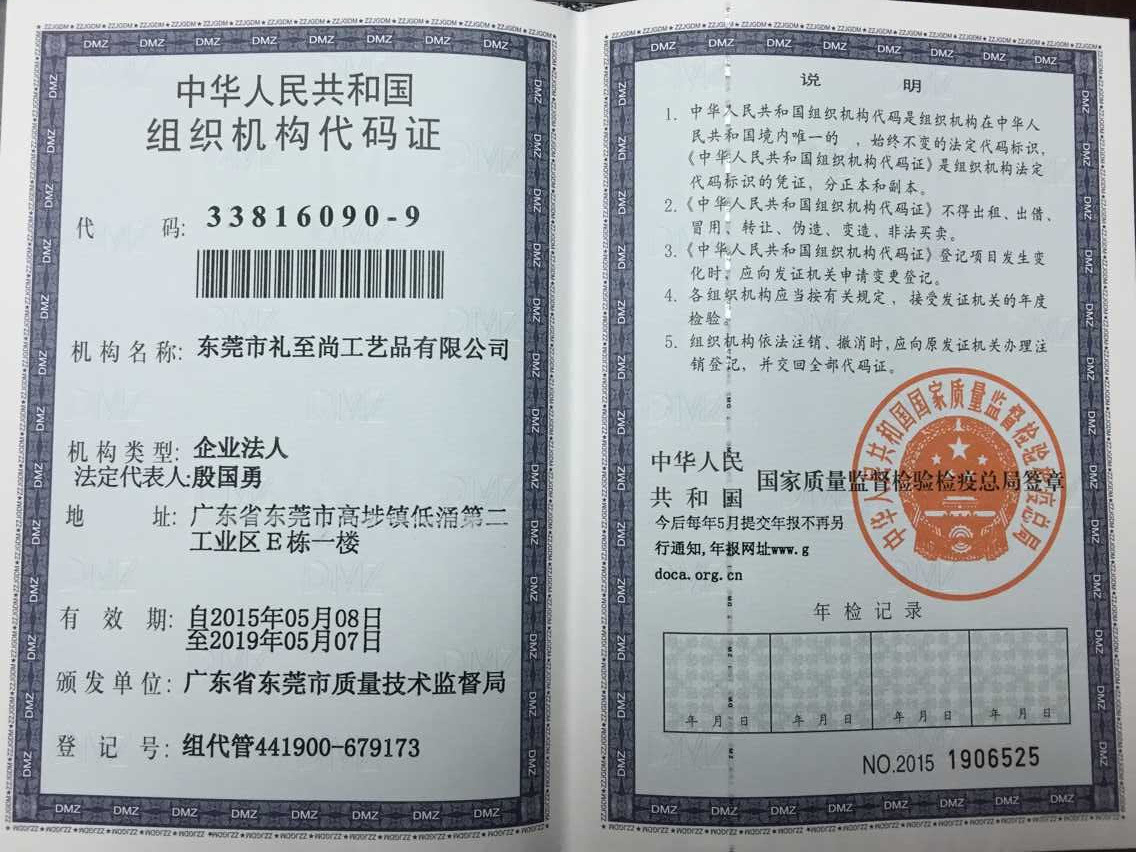 中华人民共和国
组织机构代码证
代 码: 33816090-9
机构名称: 东莞市礼至尚工艺品有限公司
机构类型: 企业法人
法定代表人: 殷国勇
地 址: 广东省东莞市高埗镇低涌第二
工业区E栋一楼
有 效 期: 自2015年05月08日
至2019年05月07日
颁发单位: 广东省东莞市质量技术监督局
登 记 号: 组代管441900-679173
说 明
1. 中华人民共和国组织机构代码是组织机构在中华人
民共和国境内唯一的 ，始终不变的法定代码标识，
《中华人民共和国组织机构代码证》是组织机构法定
代码标识的凭证，分正本和副本。
2.《中华人民共和国组织机构代码证》不得出租、出借、
冒用、转让、伪造、变造、非法买卖。
3.《中华人民共和国组织机构代码证》登记项目发生变
化时，应向发证机关申请变更登记。
4. 各组织机构应当按有关规定，接受发证机关的年度
检验。
5. 组织机构依法注销、撤消时,应向原发证机关办理注
销登记，并交回全部代码证。
中华人民
共和国 国家质量监督检验检疫总局签章
中华人民共和国国家质量监督检验检疫总局
今后每年5月提交年报不再另
行通知,年报网址www.g
doca.org.cn
年检记录
年 月 日 年 月 日 年 月 日 年 月 日
NO.2015 1906525